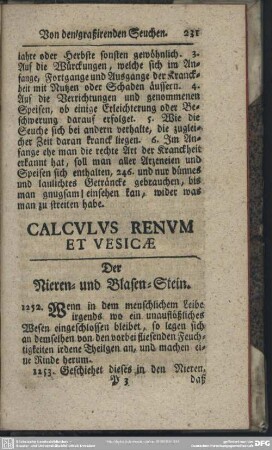 Von den graßirenden Seuchen. 231
jahre oder Herbste sonsten gewöhnlich. 3.
Auf die Würckungen, welche sich im An-
fange, Fortgange und Ausgange der Kranck-
heit mit Nutzen oder Schaden äussern. 4.
Auf die Verrichtungen und genommenen
Speisen, ob einige Erleichterung oder Be-
schwerung darauf erfolget. 5. Wie die
Seuche sich bei andern verhalte, die zuglei-
cher Zeit daran kranck liegen. 6. Im An-
fange ehe man die rechte Art der Kranckheit
erkannt hat, soll man aller Arzeneien und
Speisen sich enthalten, 246. und nur dünnes
und laulichtes Geträncke gebrauchen, bis
man gnugsam einsehen kan, wider was
man zu streiten habe.
CALCVLVS RENVM
ET VESICÆ
Der
Nieren- und Blasen-Stein.
1252. Wenn in dem menschlichem Leibe
irgends wo ein unauflößliches
Wesen eingeschlossen bleibet, so legen sich
an demselben von den vorbei fliesenden Feuch-
tigkeiten irdene Theilgen an, und machen ei-
ne Rinde herum.
1253. Geschiehet dieses in den Nieren,
P 3 daß
DFG